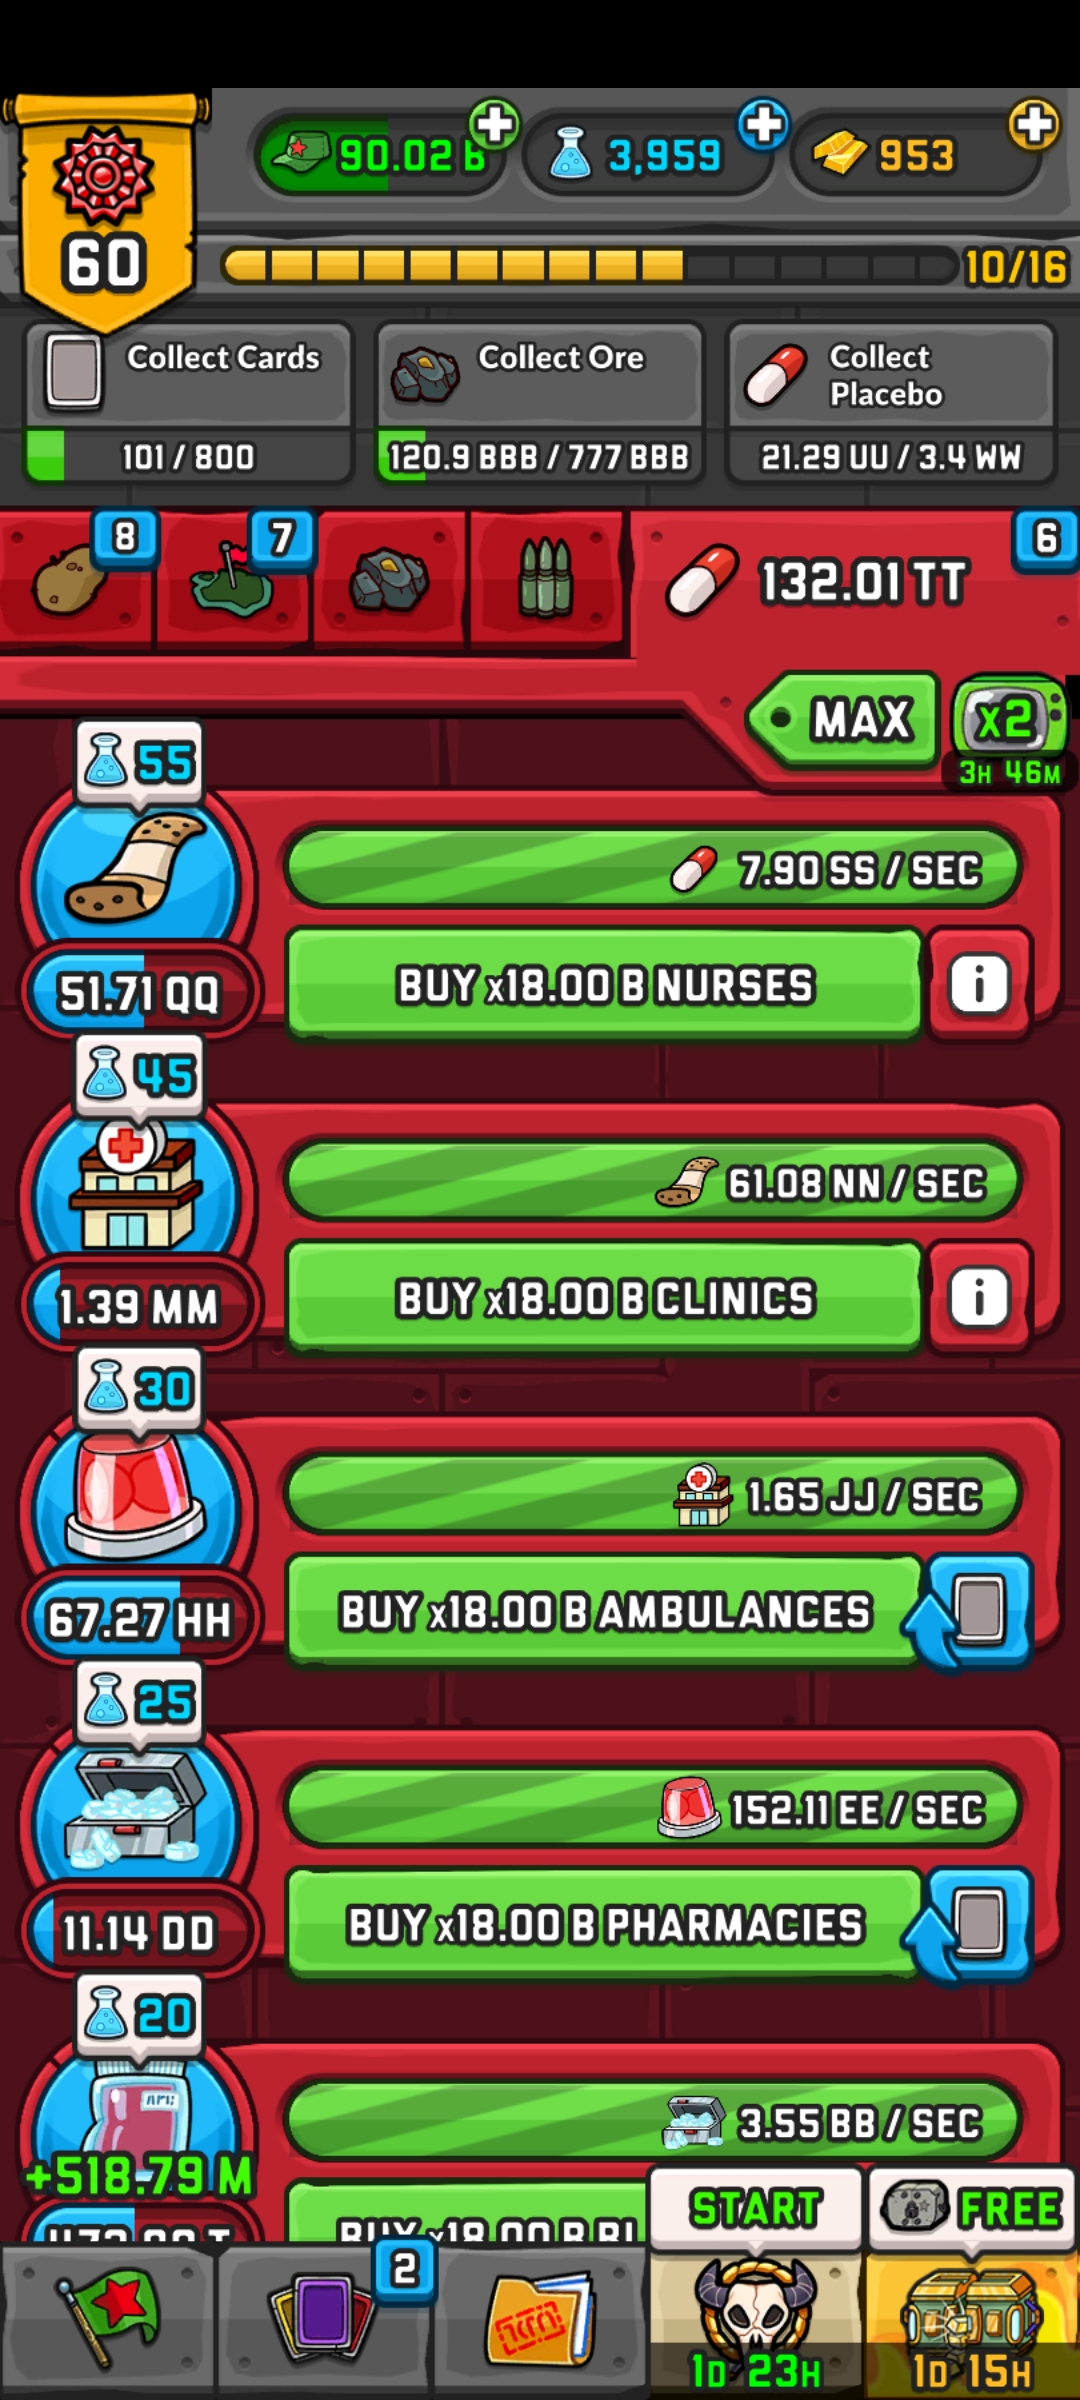 60
90.02 B
3,959
953
10/16
Collect Cards
101 / 800
Collect Ore
120.9 BBB / 777 BBB
Collect
Placebo
21.29 UU / 3.4 WW
8
7
132.01 TT
6
MAX
x2
3H 46M
55
7.90 SS / SEC
51.71 QQ
BUY x18.00 B NURSES
i
45
61.08 NN / SEC
1.39 MM
BUY x18.00 B CLINICS
i
30
1.65 JJ / SEC
67.27 HH
BUY x18.00 B AMBULANCES
25
152.11 EE / SEC
11.14 DD
BUY x18.00 B PHARMACIES
20
3.55 BB / SEC
+518.79 M
BUY x18.00 B
START
FREE
2
1D 23H
1D 15H